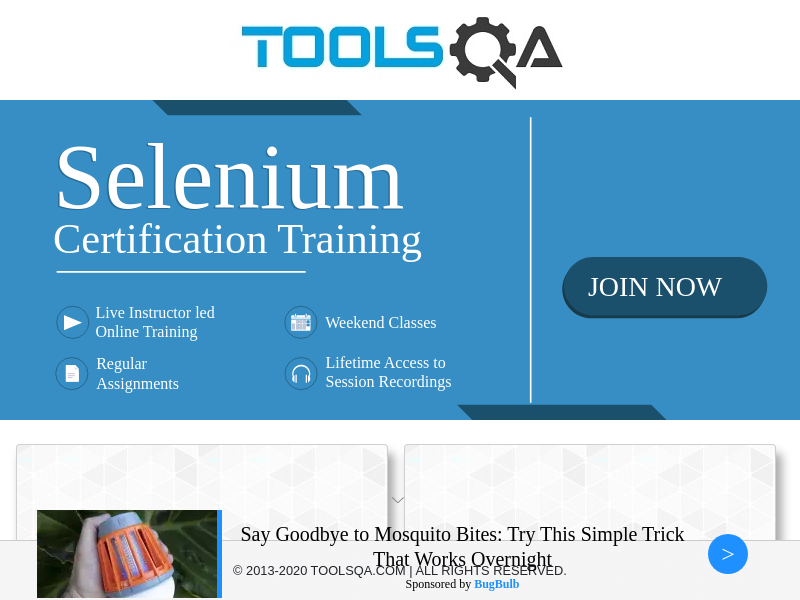 TOOLSQA
Selenium
Certification Training
Live Instructor led
Online Training
Weekend Classes
Regular
Assignments
Lifetime Access to
Session Recordings
JOIN NOW
Say Goodbye to Mosquito Bites: Try This Simple Trick
That Works Overnight
>
© 2013-2020 TOOLSQA.COM | ALL RIGHTS RESERVED.
Sponsored by BugBulb